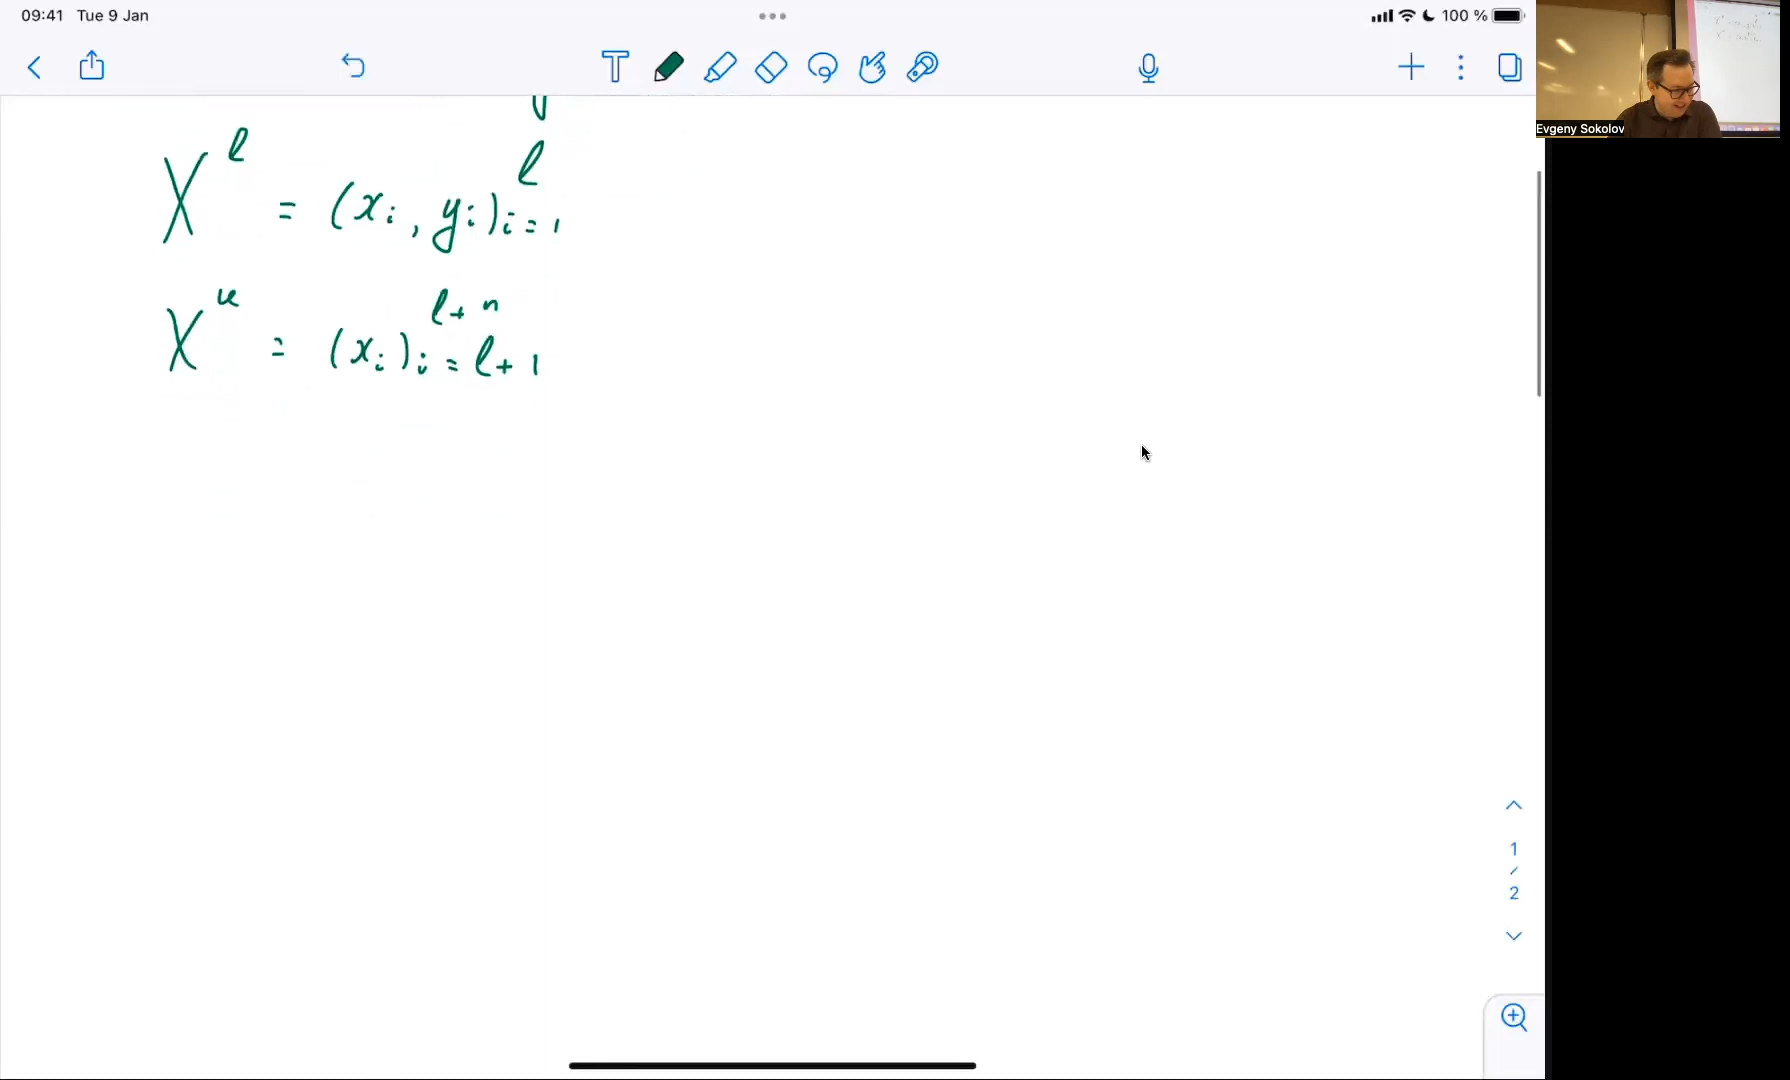 09:41 Tue 9 Jan
100 %
Evgeny Sokolov
X^ℓ = (x_i, y_i)_{i=1}^ℓ
X^u = (x_i)_{i=ℓ+1}^{ℓ+n}
1
/
2